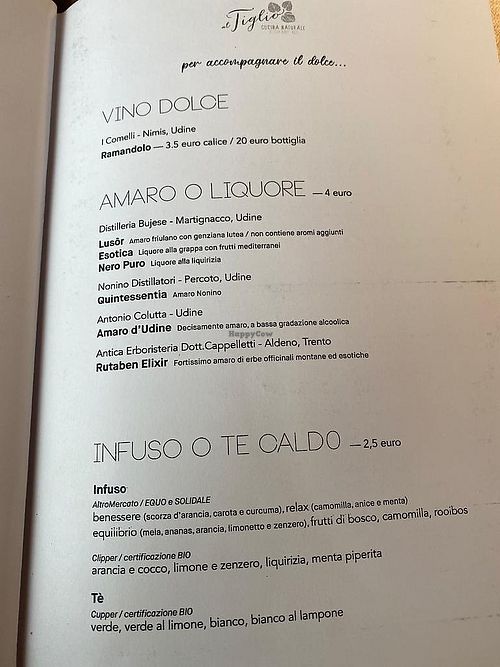 al Tiglio
CUCINA NATURALE
per accompagnare il dolce...
VINO DOLCE
I Comelli - Nimis, Udine
Ramandolo — 3.5 euro calice / 20 euro bottiglia
AMARO O LIQUORE — 4 euro
Distilleria Bujese - Martignacco, Udine
Lusôr Amaro friulano con genziana lutea / non contiene aromi aggiunti
Esotica Liquore alla grappa con frutti mediterranei
Nero Puro Liquore alla liquirizia
Nonino Distillatori - Percoto, Udine
Quintessentia Amaro Nonino
Antonio Colutta - Udine
Amaro d'Udine Decisamente amaro, a bassa gradazione alcoolica
HappyCow
Antica Erboristeria Dott.Cappelletti - Aldeno, Trento
Rutaben Elixir Fortissimo amaro di erbe officinali montane ed esotiche
INFUSO O TE CALDO — 2,5 euro
Infuso
AltroMercato / EQUO e SOLIDALE
benessere (scorza d'arancia, carota e curcuma), relax (camomilla, anice e menta)
equilibrio (mela, ananas, arancia, limonetto e zenzero), frutti di bosco, camomilla, rooibos
Clipper / certificazione BIO
arancia e cocco, limone e zenzero, liquirizia, menta piperita
Tè
Cupper / certificazione BIO
verde, verde al limone, bianco, bianco al lampone